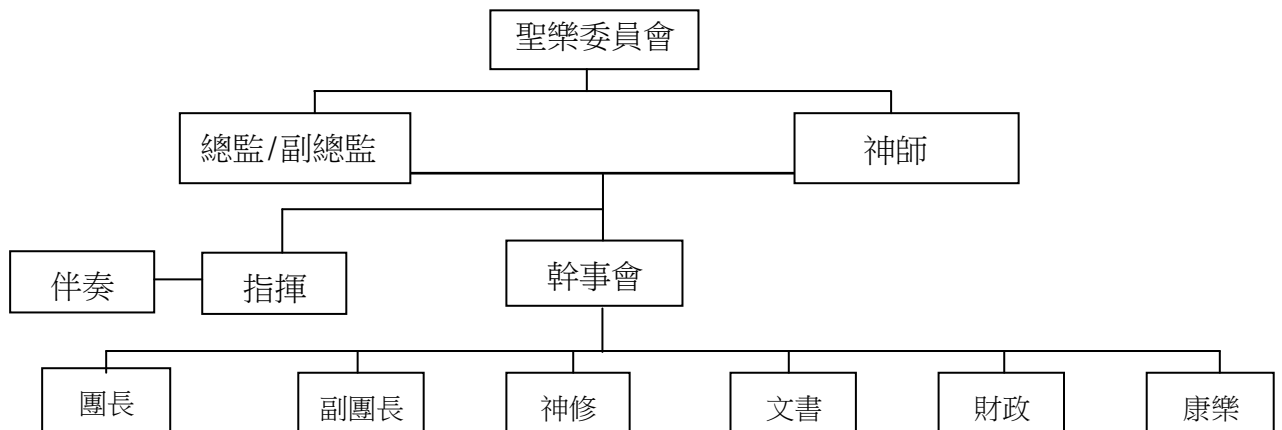 聖樂委員會
總監/副總監
神師
伴奏
指揮
幹事會
團長
副團長
神修
文書
財政
康樂